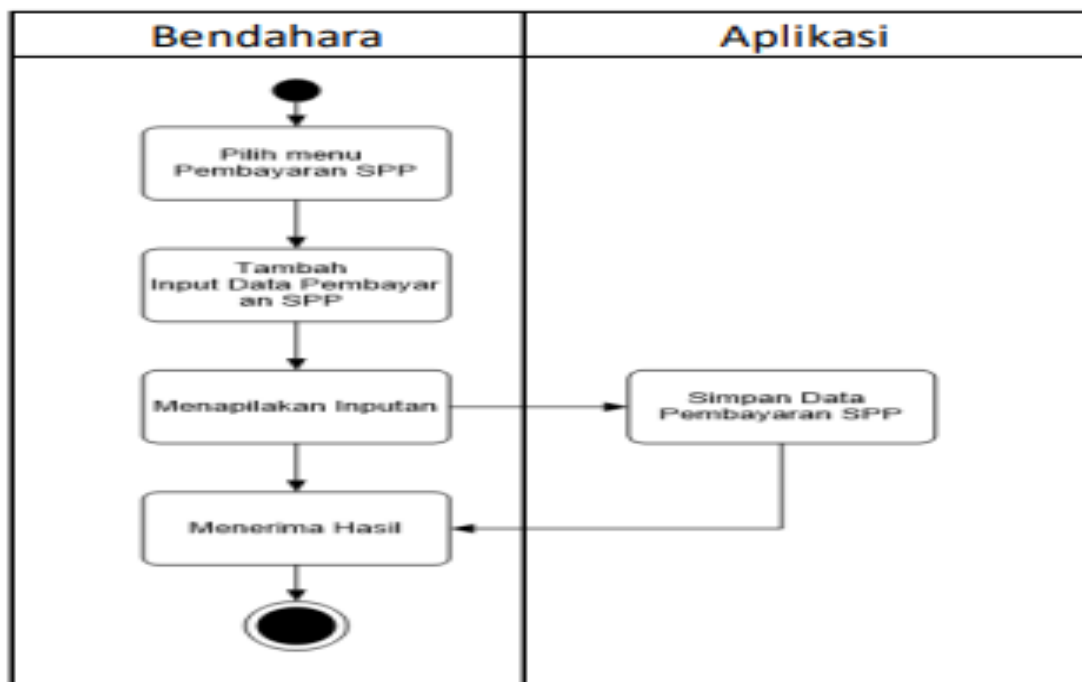 Bendahara
Aplikasi
Pilih menu
Pembayaran SPP
Tambah
Input Data Pembayar
an SPP
Menapilakan Inputan
Simpan Data
Pembayaran SPP
Menerima Hasil